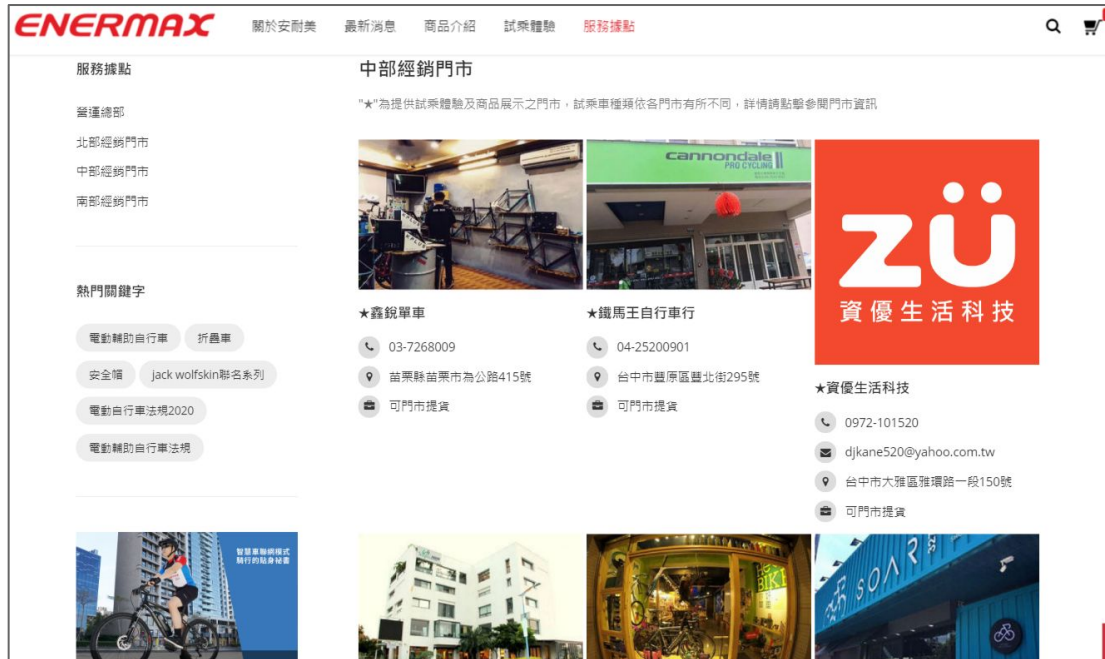 ENERMAX
關於安耐美
最新消息
商品介紹
試乘體驗
服務據點
服務據點
營運總部
北部經銷門市
中部經銷門市
南部經銷門市
熱門關鍵字
電動輔助自行車
折疊車
安全帽
jack wolfskin聯名系列
電動自行車法規2020
電動輔助自行車法規
智慧車聯網模式
騎行的貼身秘書
中部經銷門市
"★"為提供試乘體驗及商品展示之門市，試乘車種類依各門市有所不同，詳情請點擊參閱門市資訊
★鑫銳單車
03-7268009
苗栗縣苗栗市為公路415號
可門市提貨
cannondale
PRO CYCLING
★鐵馬王自行車行
04-25200901
台中市豐原區豐北街295號
可門市提貨
zü
資優生活科技
★資優生活科技
0972-101520
djkane520@yahoo.com.tw
台中市大雅區雅環路一段150號
可門市提貨
BIKE
SOAR